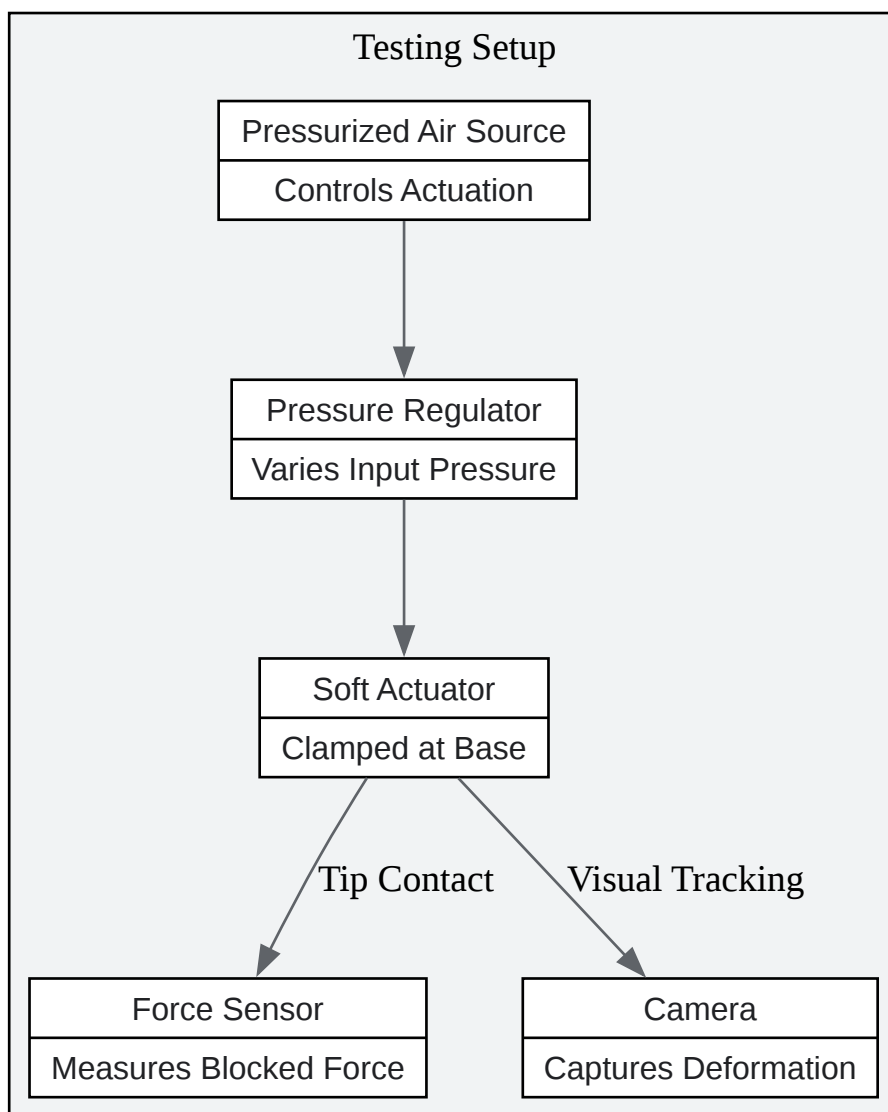 Testing Setup
Pressurized Air Source
Controls Actuation
Pressure Regulator
Varies Input Pressure
Soft Actuator
Clamped at Base
Tip Contact
Visual Tracking
Force Sensor
Measures Blocked Force
Camera
Captures Deformation